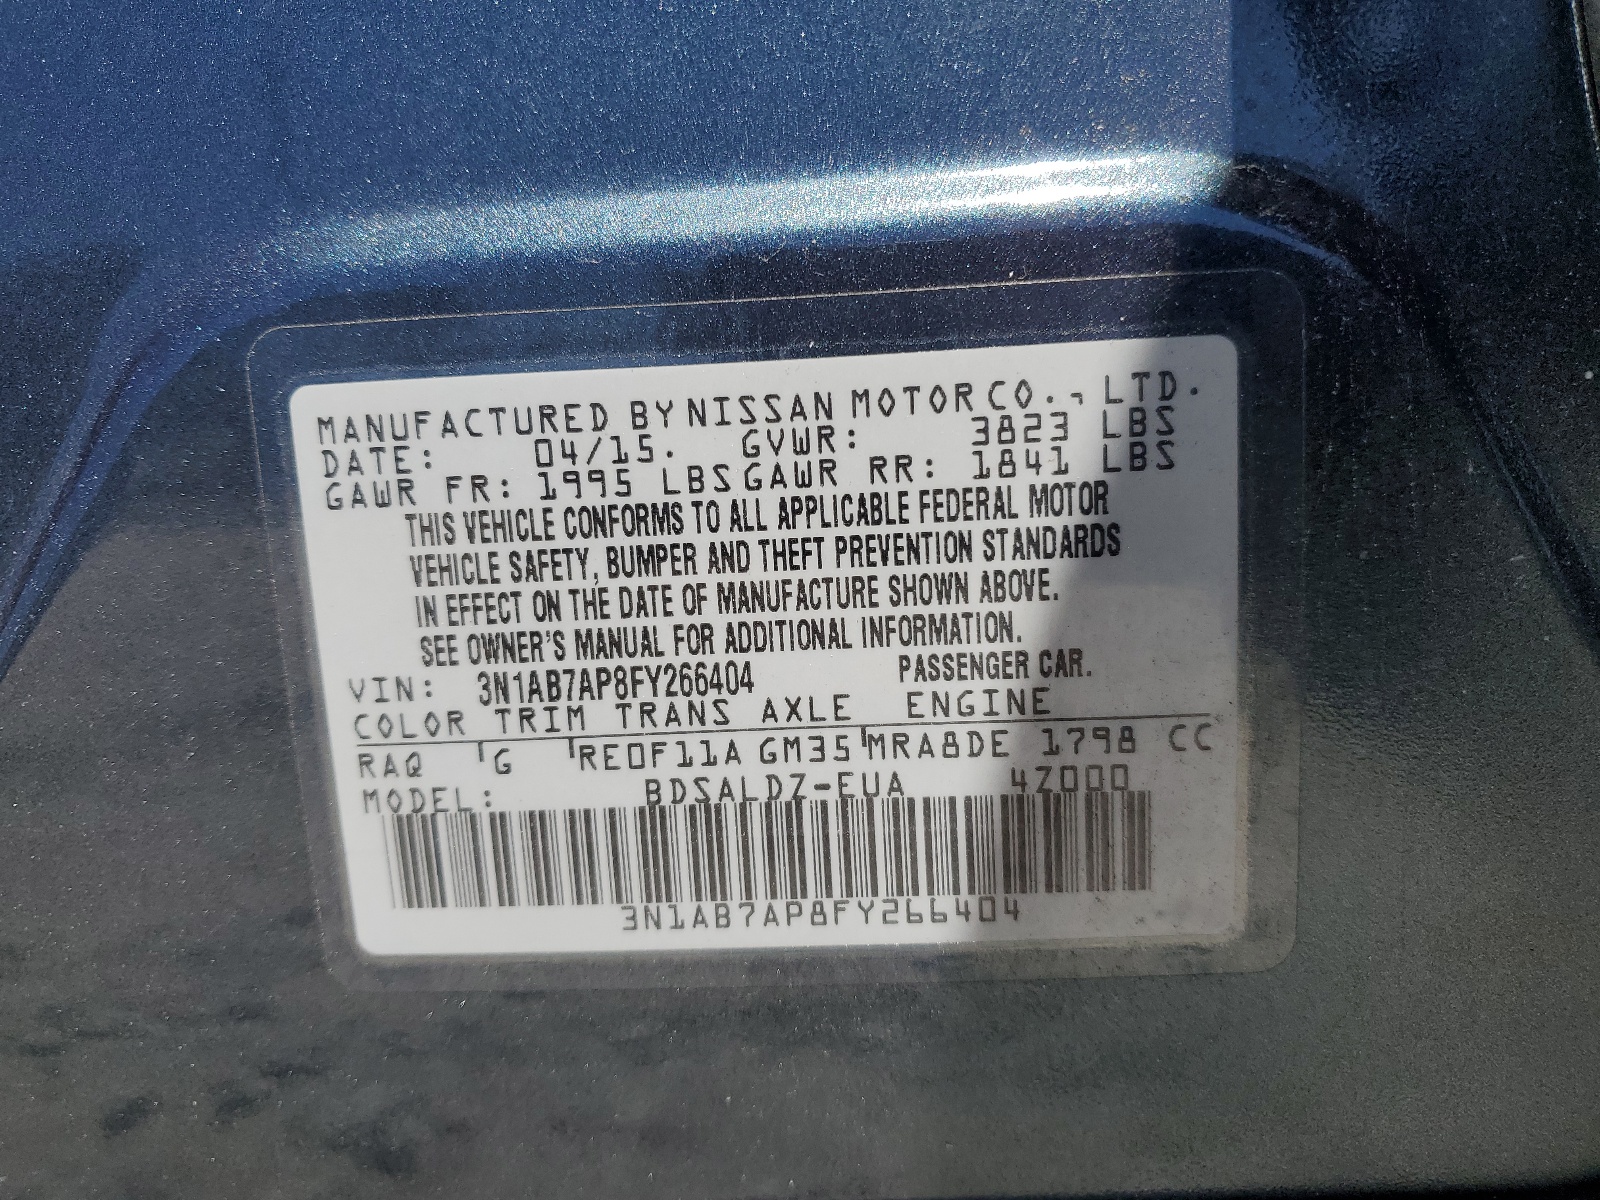 MANUFACTURED BY NISSAN MOTOR CO., LTD.
DATE: 04/15. GVWR: 3823 LBS
GAWR FR: 1995 LBS GAWR RR: 1841 LBS
THIS VEHICLE CONFORMS TO ALL APPLICABLE FEDERAL MOTOR
VEHICLE SAFETY, BUMPER AND THEFT PREVENTION STANDARDS
IN EFFECT ON THE DATE OF MANUFACTURE SHOWN ABOVE.
SEE OWNER'S MANUAL FOR ADDITIONAL INFORMATION.
VIN: 3N1AB7AP8FY266404 PASSENGER CAR.
COLOR TRIM TRANS AXLE ENGINE
RAQ G RE0F11A GM35 MRA8DE 1798 CC
MODEL: BDSALDZ-EUA 4Z000
3N1AB7AP8FY266404